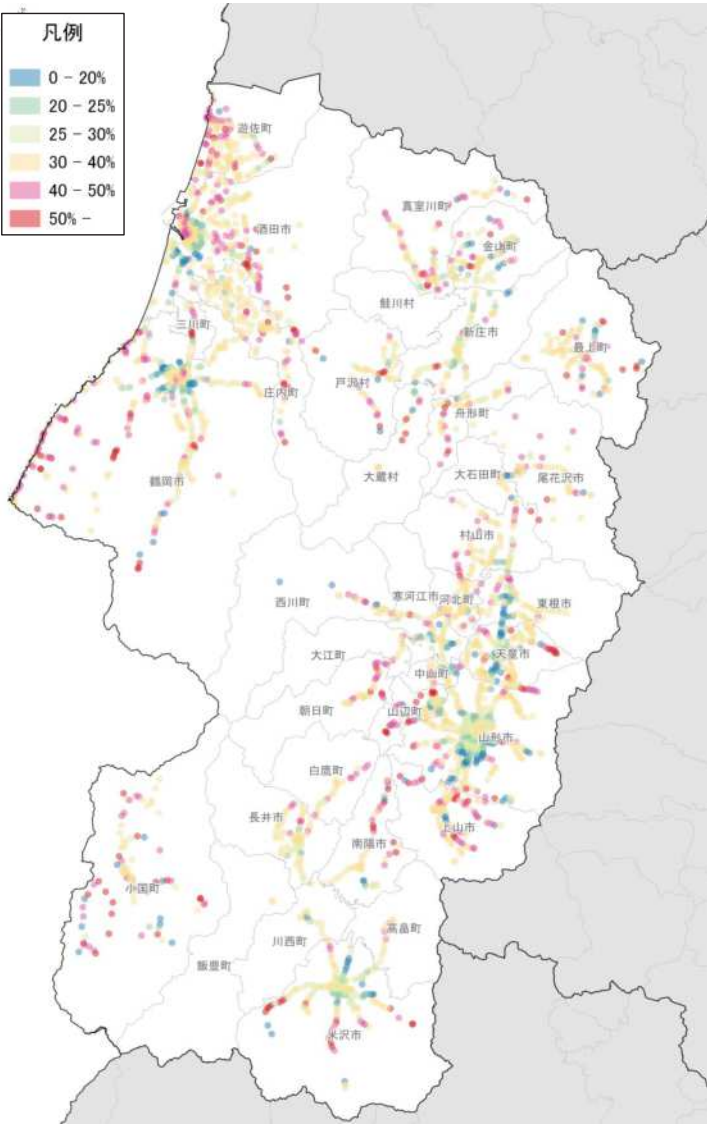 凡例
0 - 20%
20 - 25%
25 - 30%
30 - 40%
40 - 50%
50% -
遊佐町
真室川町
酒田市
金山町
鮭川村
三川町
新庄市
最上町
戸沢村
庄内町
舟形町
大蔵村
大石田町
尾花沢市
鶴岡市
村山市
西川町
寒河江市
河北町
東根市
天童市
大江町
中山町
朝日町
山辺町
山形市
白鷹町
長井市
上山市
南陽市
小国町
高畠町
川西町
飯豊町
米沢市